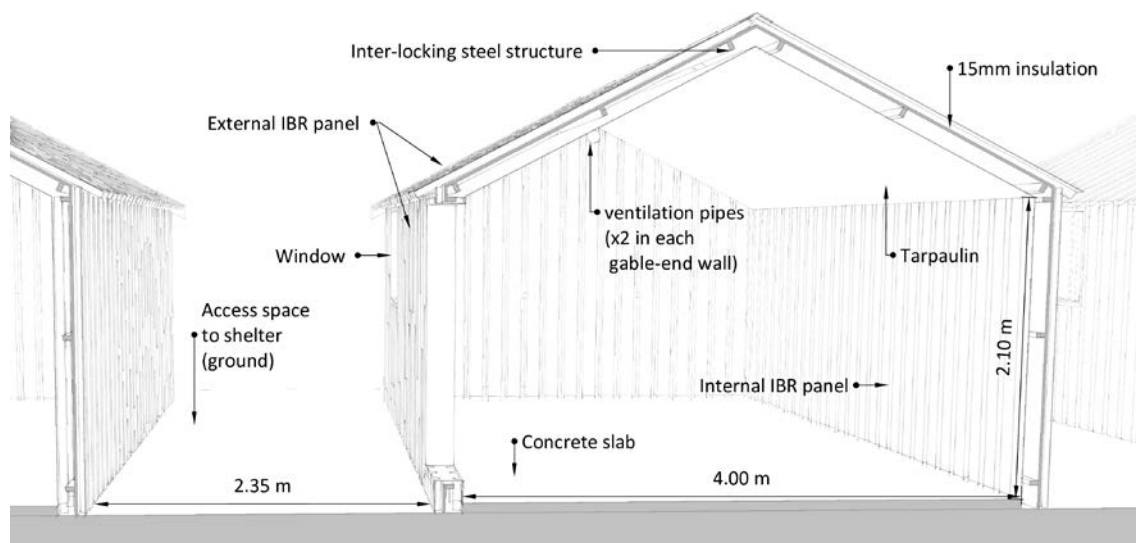 Inter-locking steel structure
15mm insulation
External IBR panel
ventilation pipes
(x2 in each
gable-end wall)
Window
Tarpaulin
Access space
to shelter
(ground)
2.10 m
Internal IBR panel
Concrete slab
2.35 m
4.00 m